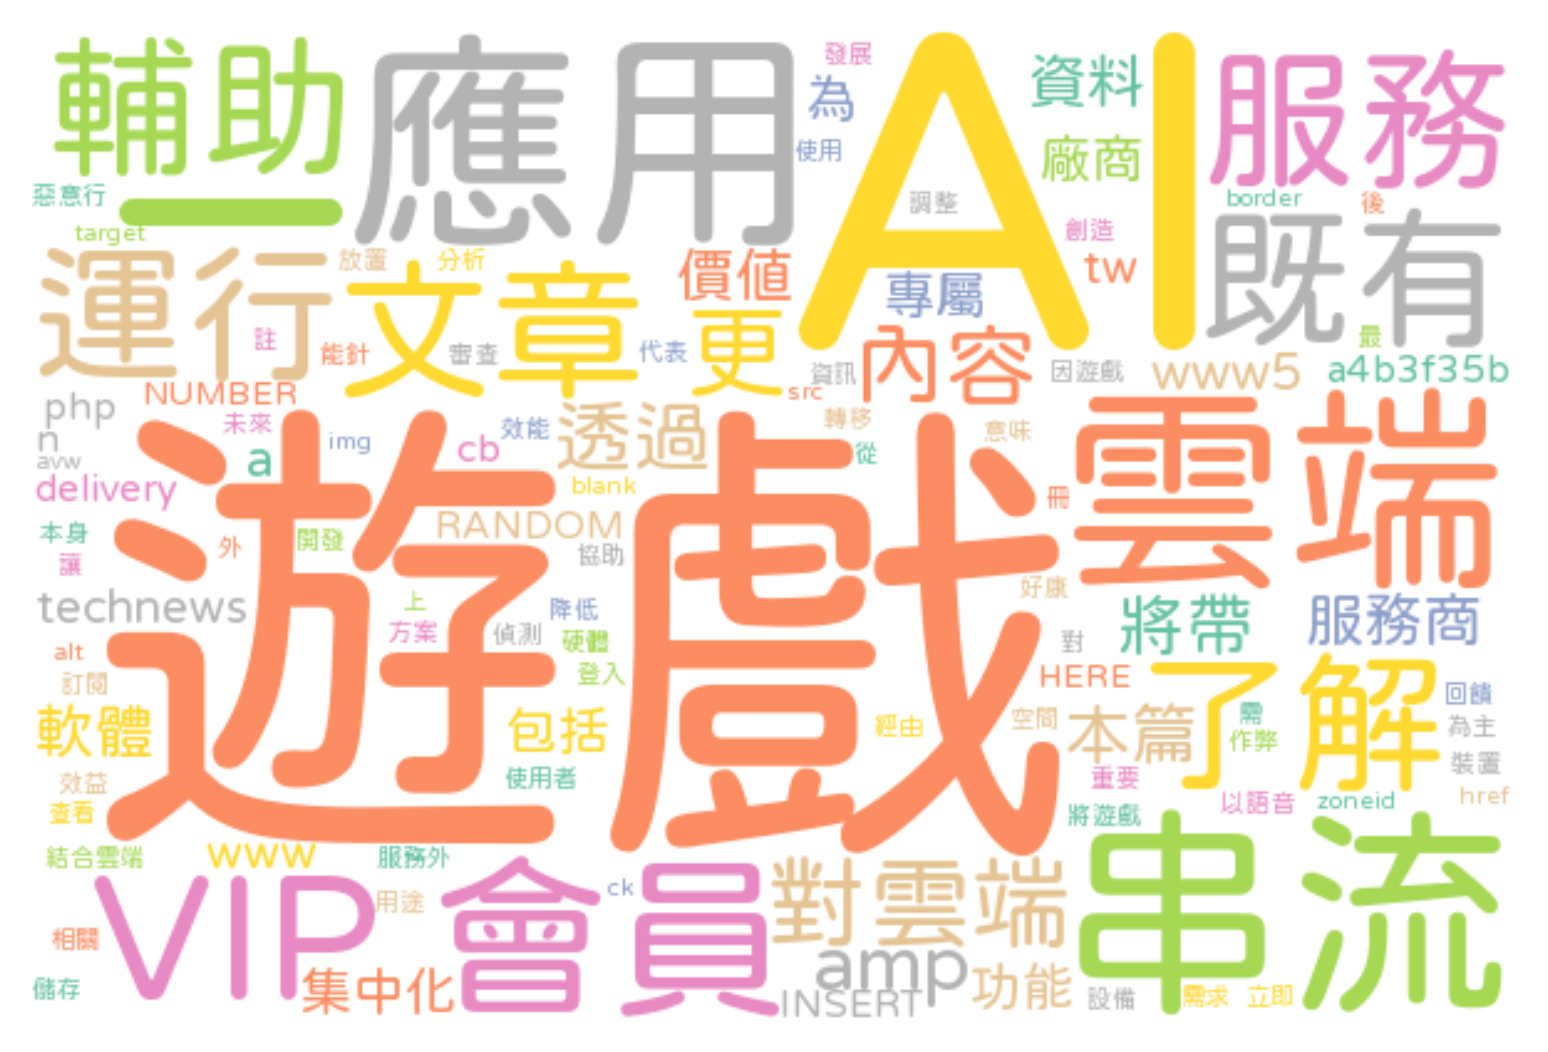 輔助
應用
AI
發展
為
使用
資料
廠商
服務
惡意行
一
target
調整
創造
tw
border
後
既有
運行
放置
分析
文章
價值
更
專屬
內容
註
能針
審查
代表
資訊
src
因遊戲
www5
最
a4b3f35b
NUMBER
php
n
avw
未來
img
a
cb
效能
透過
blank
轉移
從
意味
雲端
delivery
遊戲
冊
本身
讓
外
開發
RANDOM
協助
technews
上
方案
降低
偵測
硬體
登入
好康
對
將帶
服務商
alt
訂閱
HERE
了解
回饋
軟體
包括
經由
空間
本篇
需
作弊
為主
使用者
重要
裝置
效益
查看
以語音
zoneid
href
將遊戲
結合雲端
www
服務外
串流
VIP
用途
會員
ck
對雲端
相關
集中化
amp
功能
儲存
INSERT
設備
需求
立即